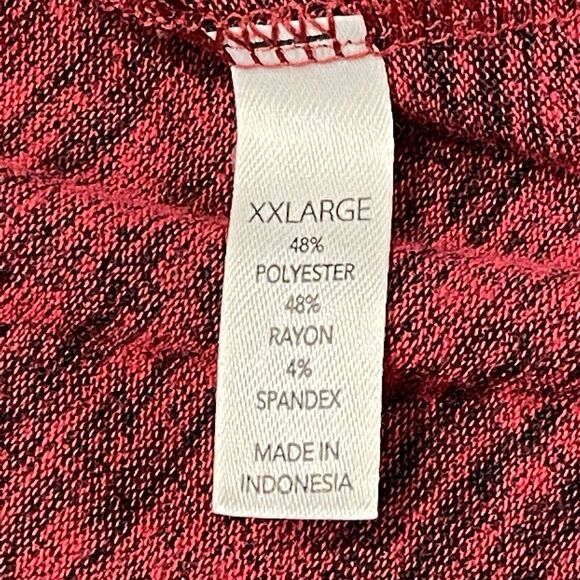 XXLARGE
48%
POLYESTER
48%
RAYON
4%
SPANDEX
MADE IN
INDONESIA